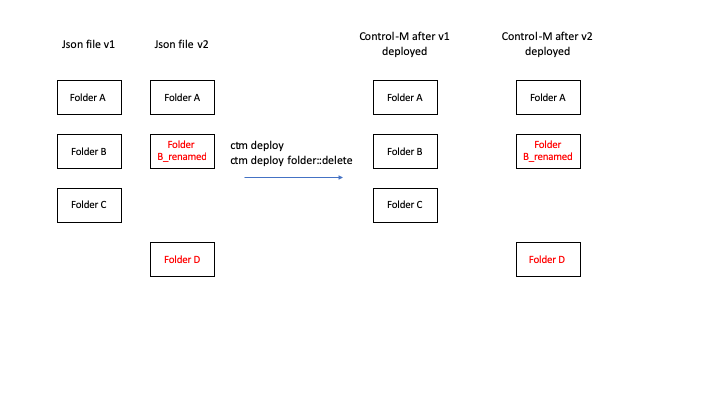 Json file v1
Json file v2
Control-M after v1
deployed
Control-M after v2
deployed
Folder A
Folder A
Folder A
Folder A
Folder B
Folder
B_renamed
ctm deploy
ctm deploy folder::delete
Folder B
Folder
B_renamed
Folder C
Folder C
Folder D
Folder D